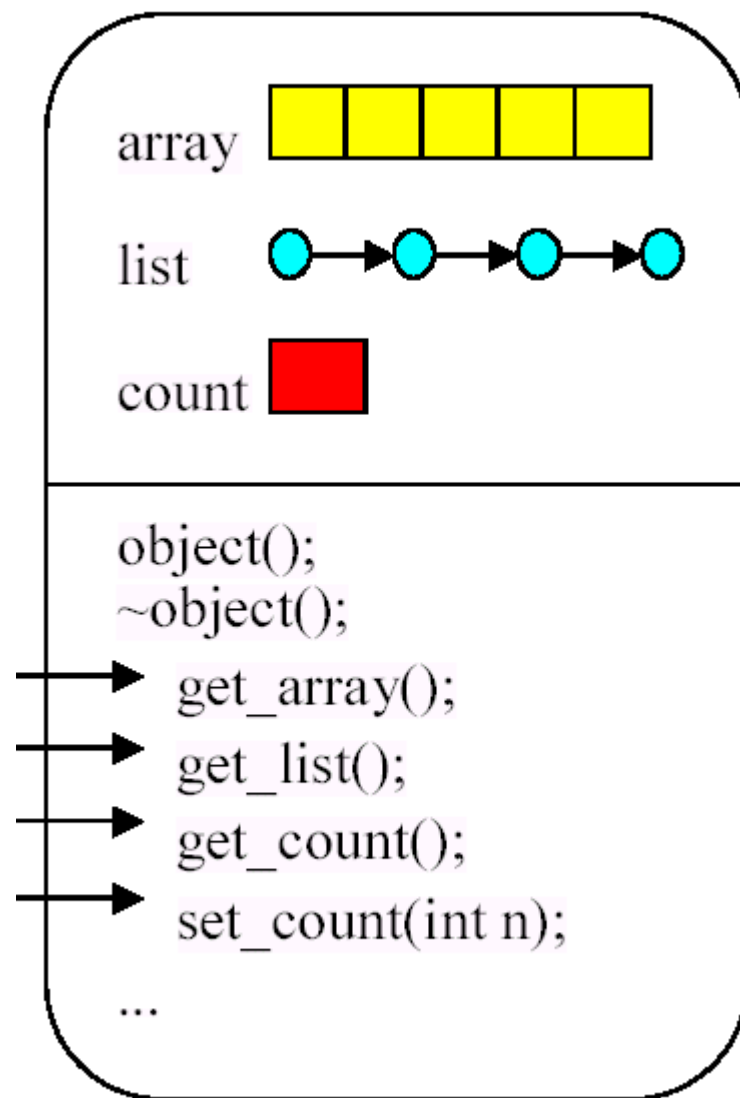 array
list
count
object();
~object();
get_array();
get_list();
get_count();
set_count(int n);
...